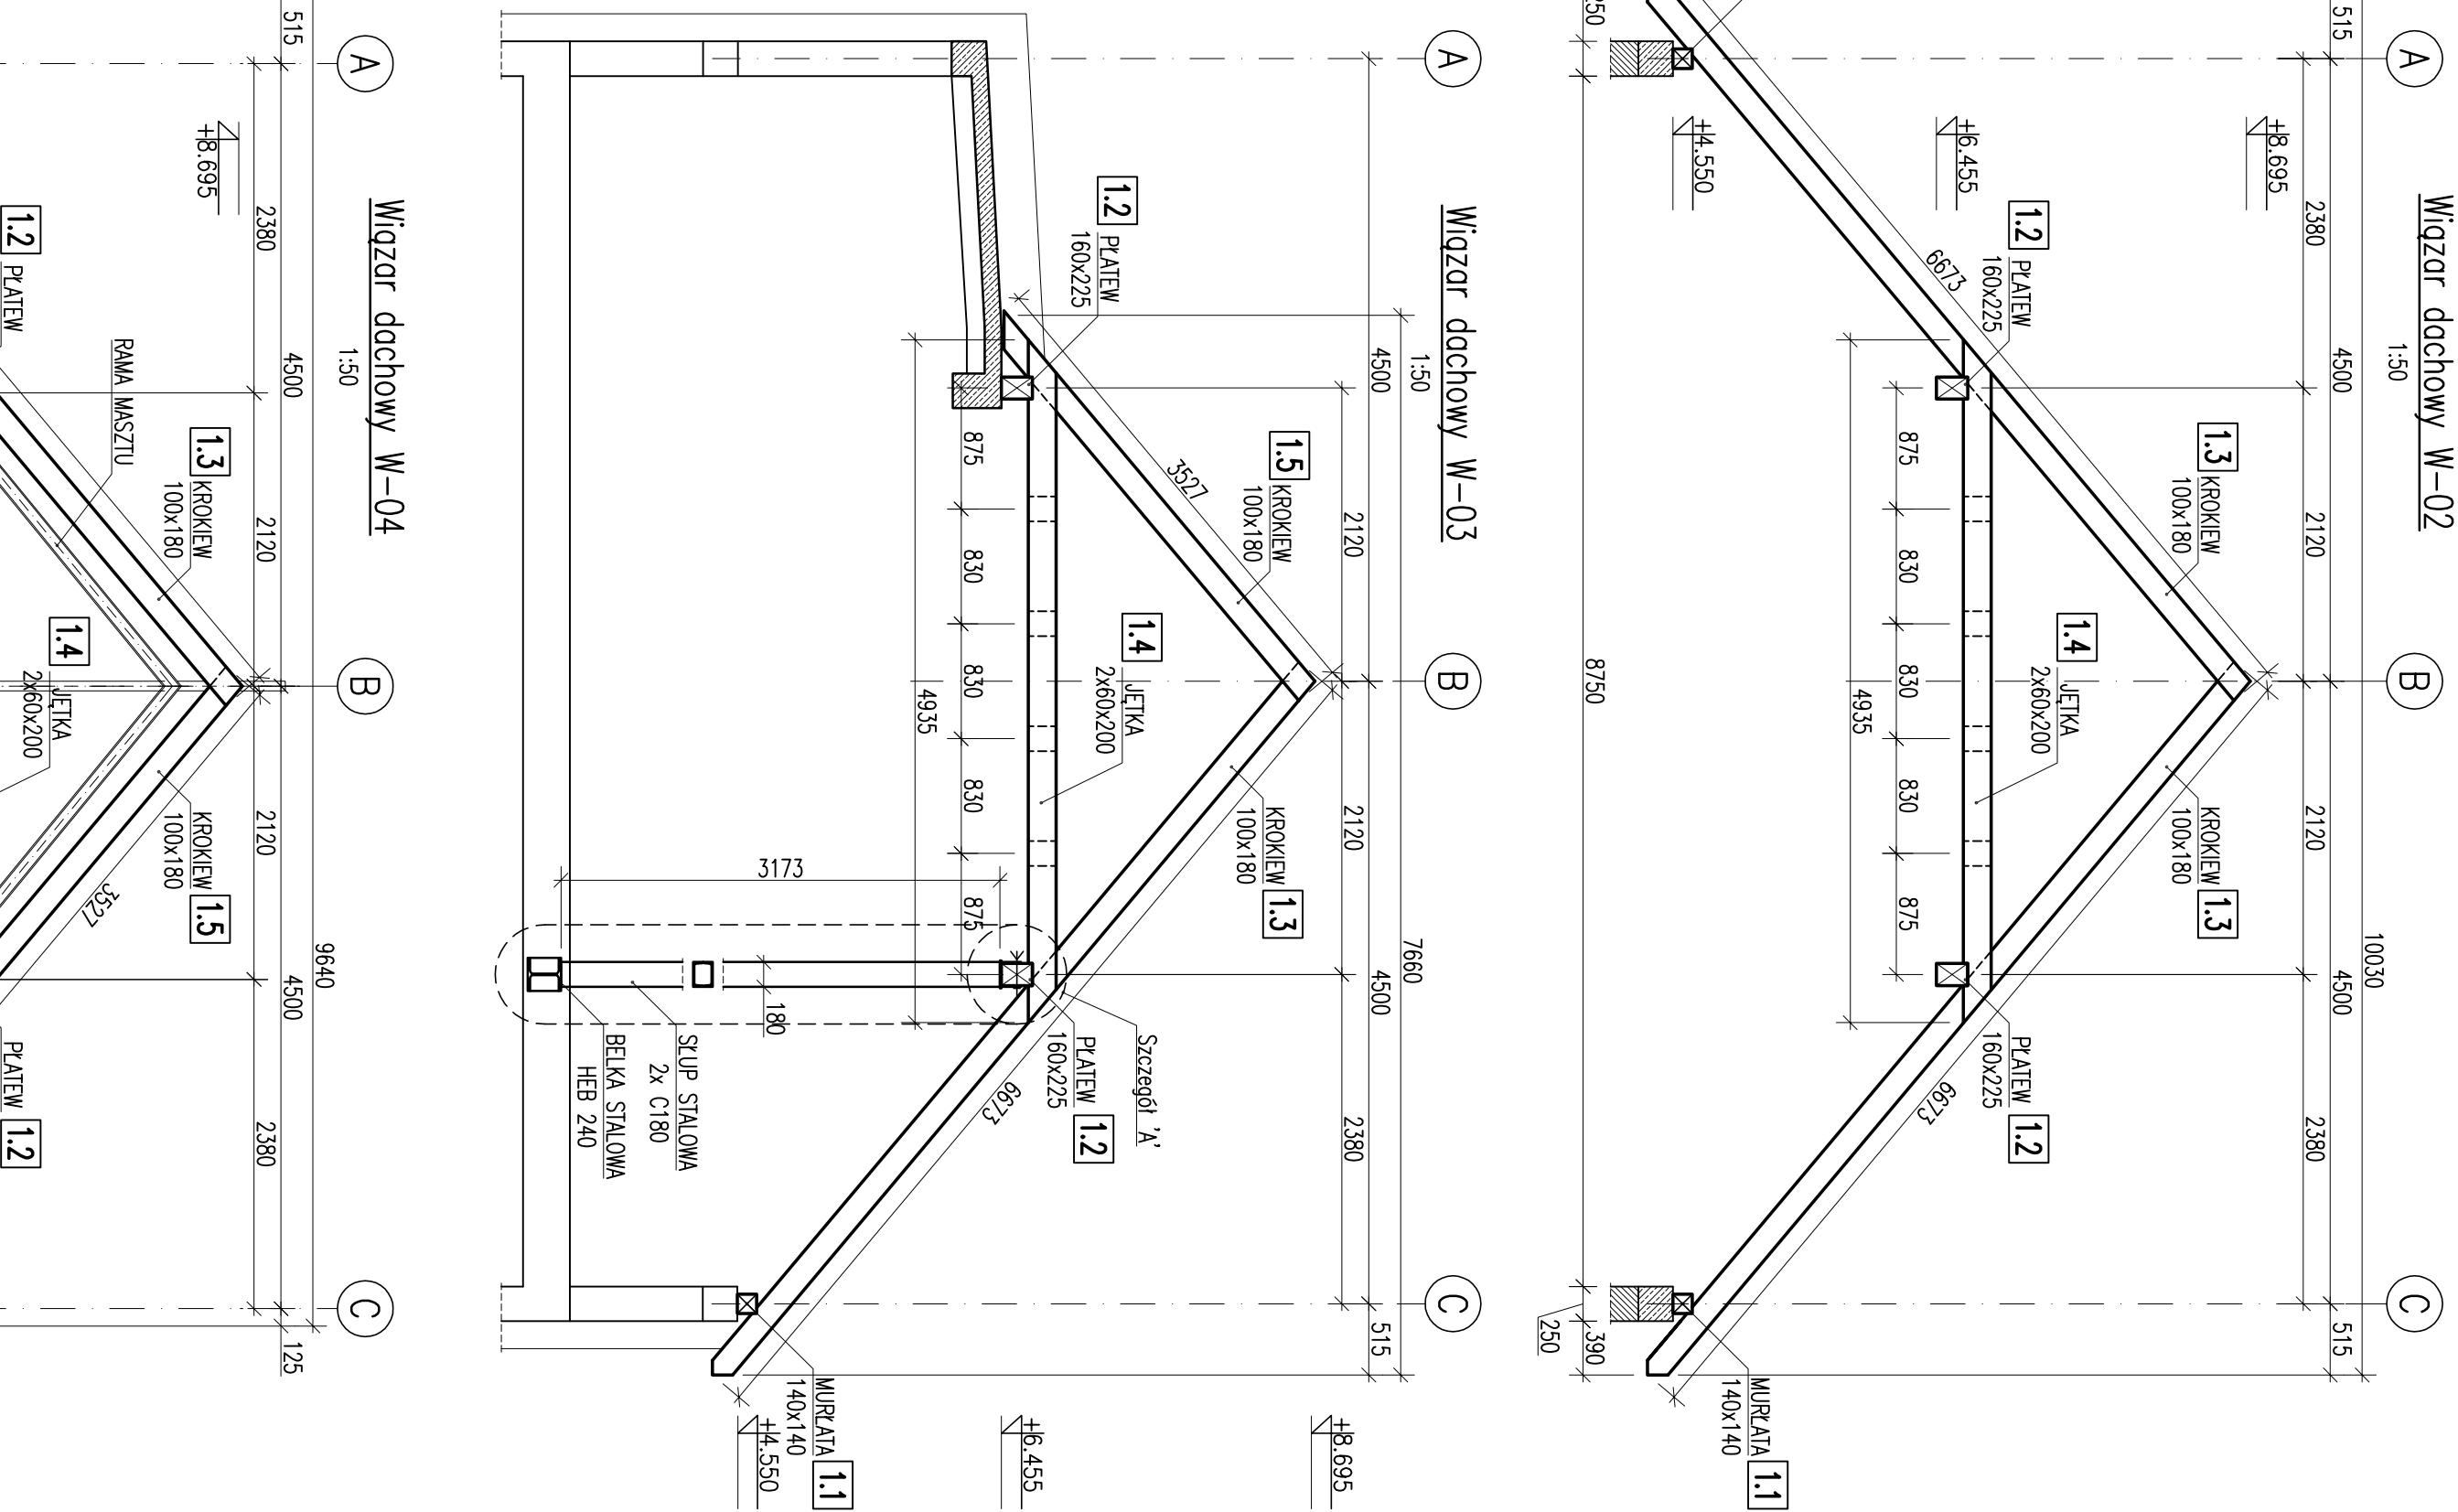 Wiązar dachowy W-02
1:50
A
B
C
10030
515
4500
4500
515
2380
2120
2120
2380
+8.695
+6.455
+4.550
1.2 PŁATEW
160x225
6673
1.3 KROKIEW
100x180
1.4 JĘTKA
2x60x200
KROKIEW 1.3
100x180
PŁATEW 1.2
160x225
6673
875
830
830
830
875
4935
250
8750
390
250
MURŁATA 1.1
140x140
Wiązar dachowy W-03
1:50
A
B
C
7660
4500
4500
515
2120
2120
2380
1.2 PŁATEW
160x225
3527
1.5 KROKIEW
100x180
1.4 JĘTKA
2x60x200
KROKIEW 1.3
100x180
Szczegół 'A'
PŁATEW 1.2
160x225
6673
875
830
830
830
875
4935
3173
180
SŁUP STALOWA
2x C180
BELKA STALOWA
HEB 240
MURŁATA 1.1
140x140
+8.695
+6.455
+4.550
Wiązar dachowy W-04
1:50
A
B
C
9640
515
4500
4500
125
2380
2120
2120
2380
+8.695
RAMA MASZTU
1.2 PŁATEW
1.3 KROKIEW
100x180
1.4 JĘTKA
2x60x200
KROKIEW 1.5
100x180
3527
PŁATEW 1.2